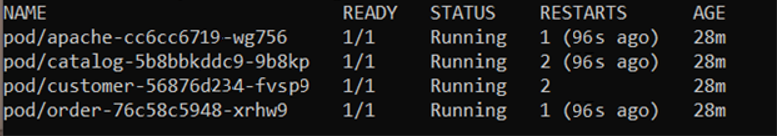 NAME READY STATUS RESTARTS AGE
pod/apache-cc6cc6719-wg756 1/1 Running 1 (96s ago) 28m
pod/catalog-5b8bbkddc9-9b8kp 1/1 Running 2 (96s ago) 28m
pod/customer-56876d234-fvsp9 1/1 Running 2 28m
pod/order-76c58c5948-xrhw9 1/1 Running 1 (96s ago) 28m